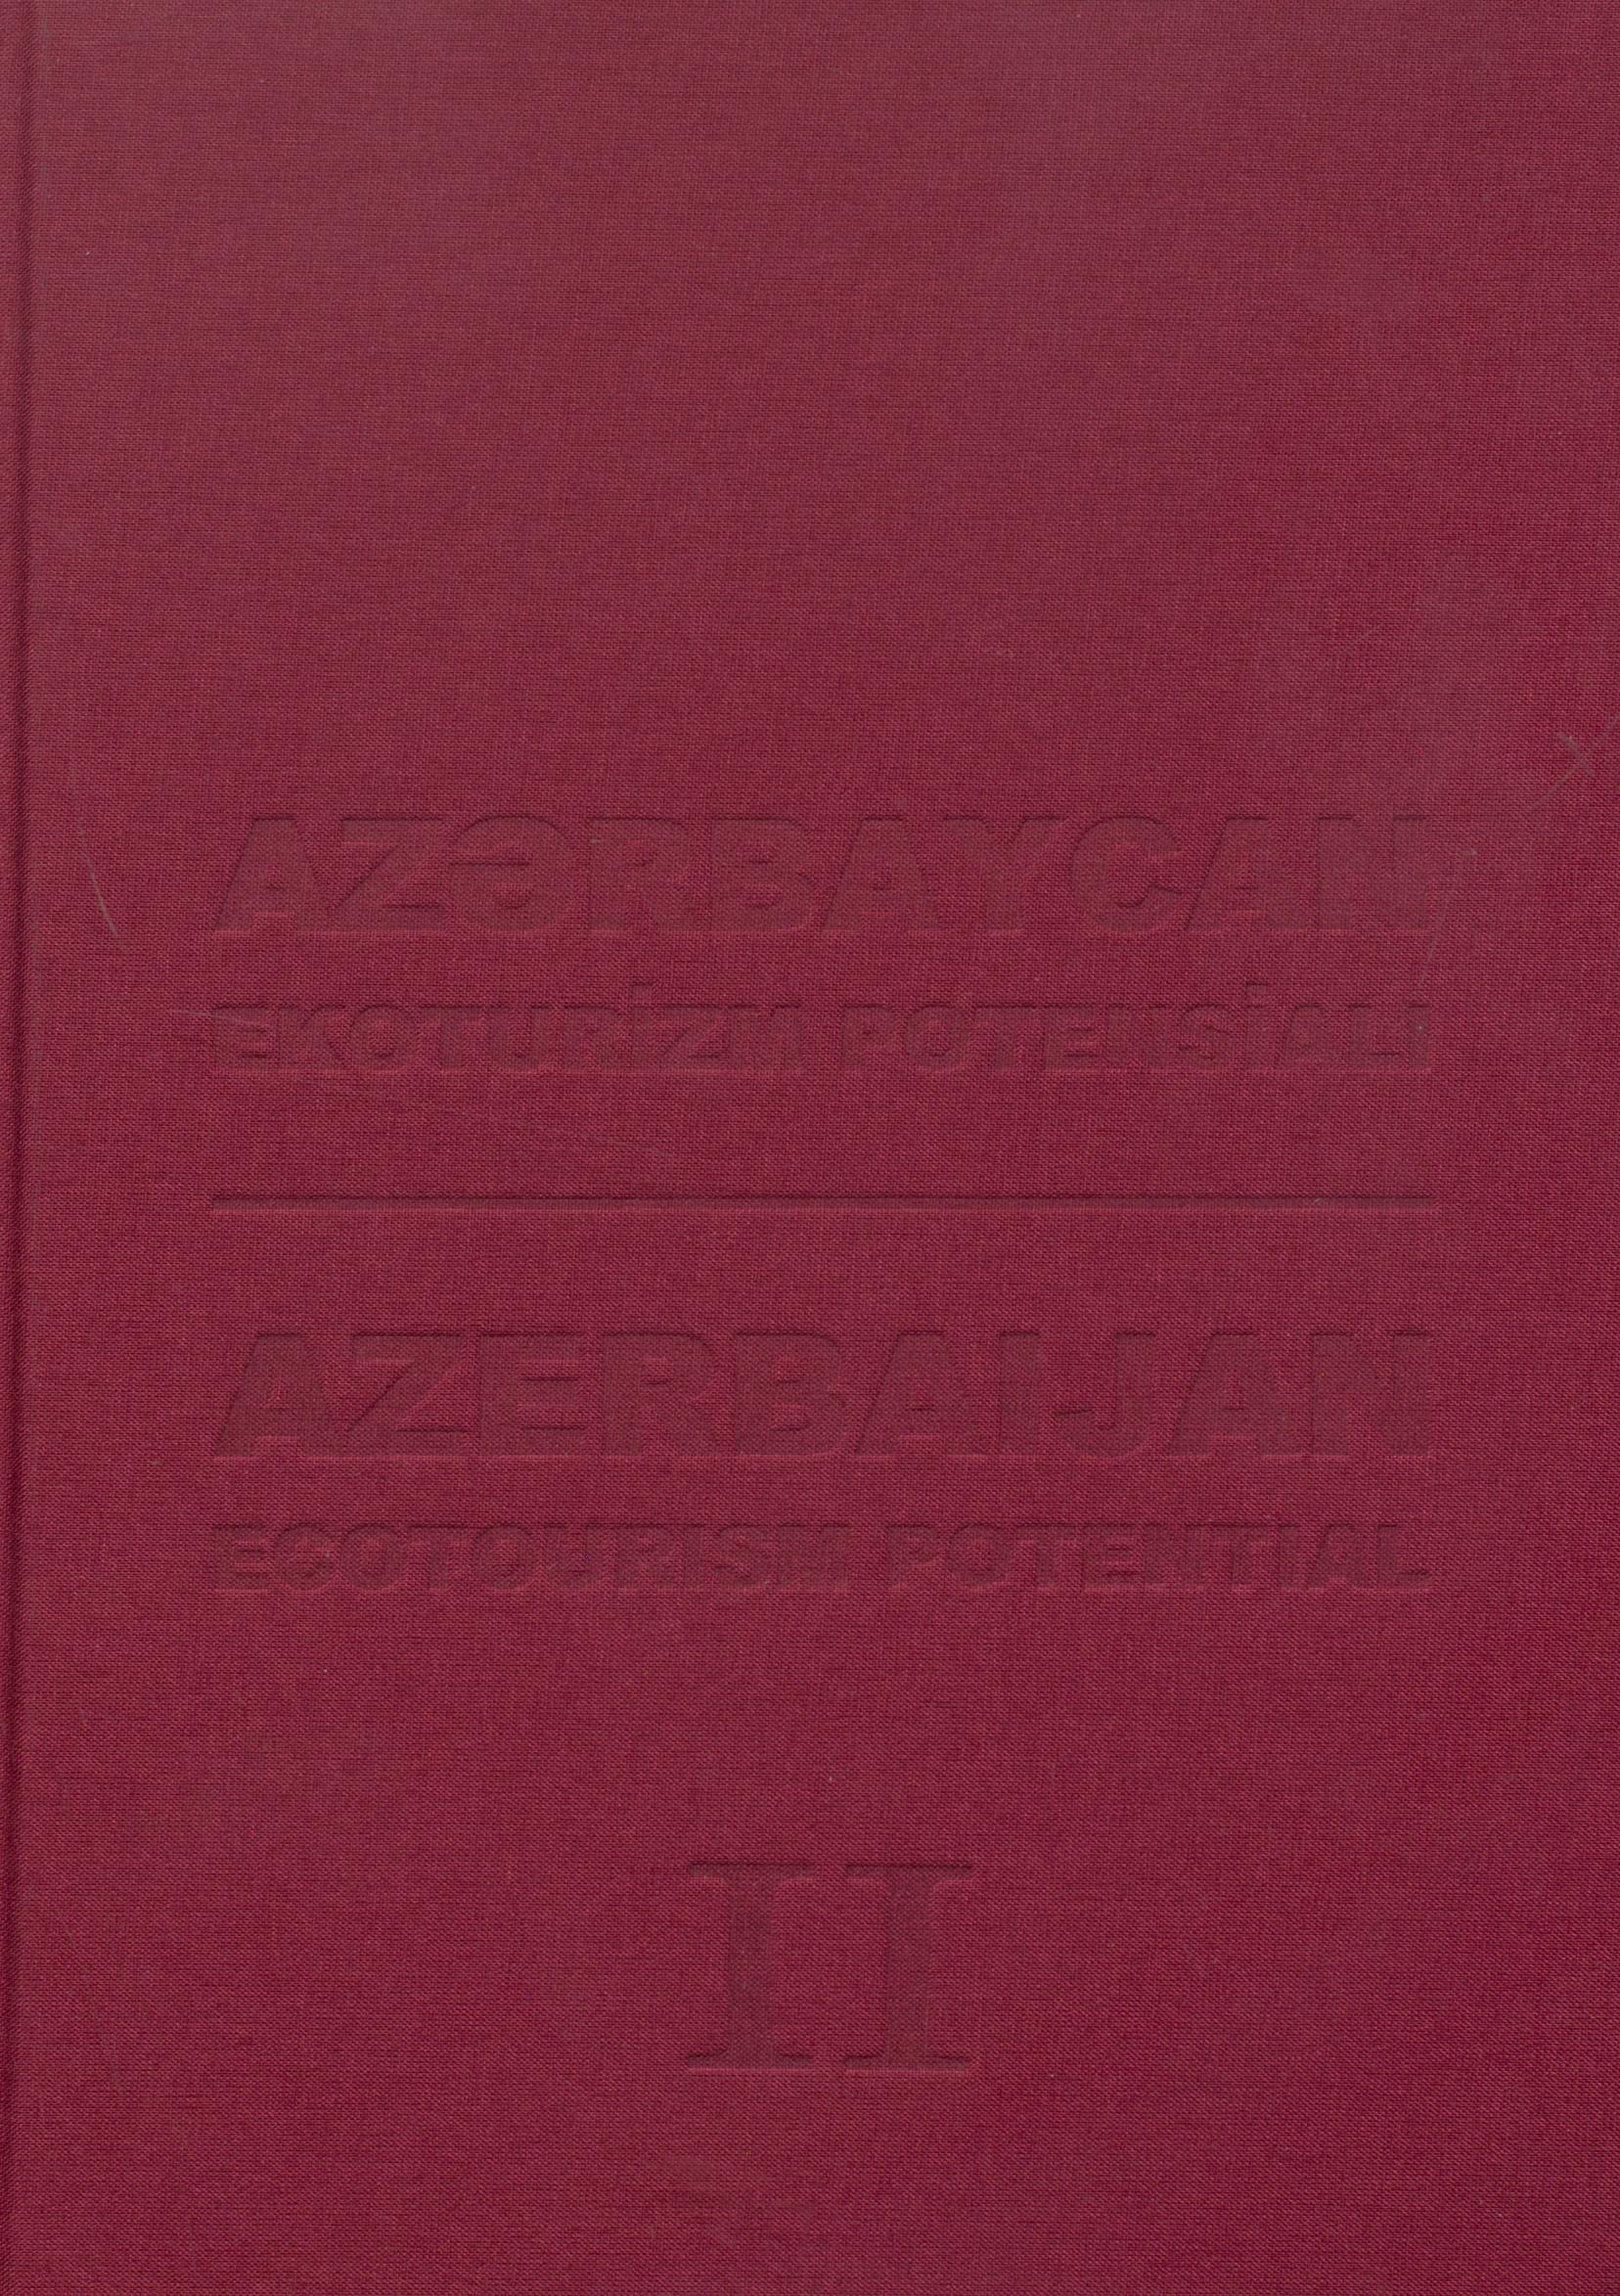 AZƏRBAYCAN
EKOTURİZM POTENSİALI
AZERBAIJAN
ECOTOURISM POTENTIAL
II